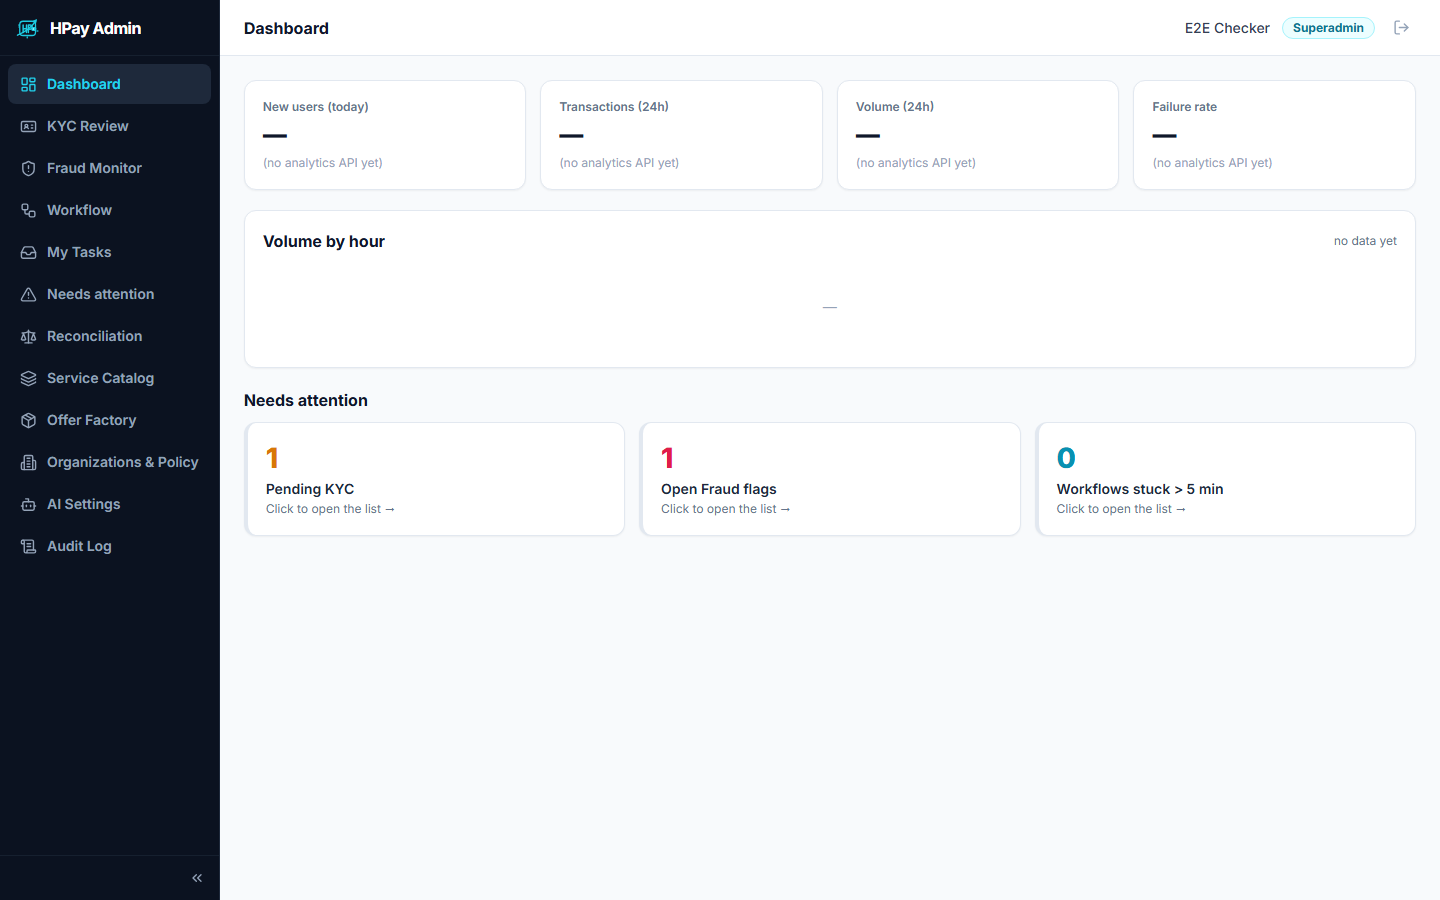 HPay Admin
Dashboard
KYC Review
Fraud Monitor
Workflow
My Tasks
Needs attention
Reconciliation
Service Catalog
Offer Factory
Organizations & Policy
AI Settings
Audit Log
Dashboard
E2E Checker Superadmin
New users (today)
—
(no analytics API yet)
Transactions (24h)
—
(no analytics API yet)
Volume (24h)
—
(no analytics API yet)
Failure rate
—
(no analytics API yet)
Volume by hour
no data yet
—
Needs attention
1
Pending KYC
Click to open the list →
1
Open Fraud flags
Click to open the list →
0
Workflows stuck > 5 min
Click to open the list →